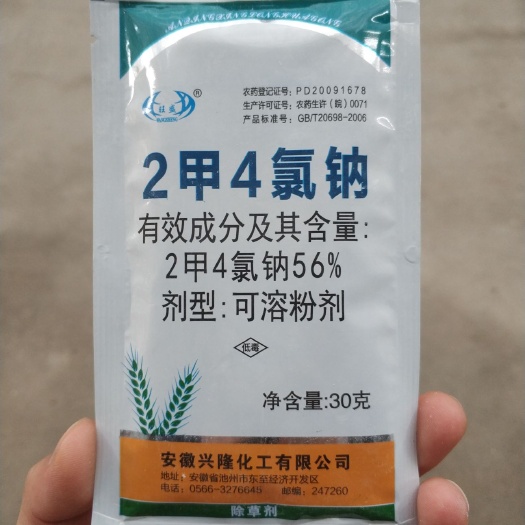 农药登记证号: PD20091678
生产许可证号: 农药生许（皖）0071
产品标准号: GB/T20698-2006
®
2甲4氯钠
有效成分及其含量:
2甲4氯钠56%
剂型:可溶粉剂
低毒
净含量:30克
安徽兴隆化工有限公司
地址: 安徽省池州市东至经济开发区
电话: 0566-3276645 邮编: 247260
除草剂